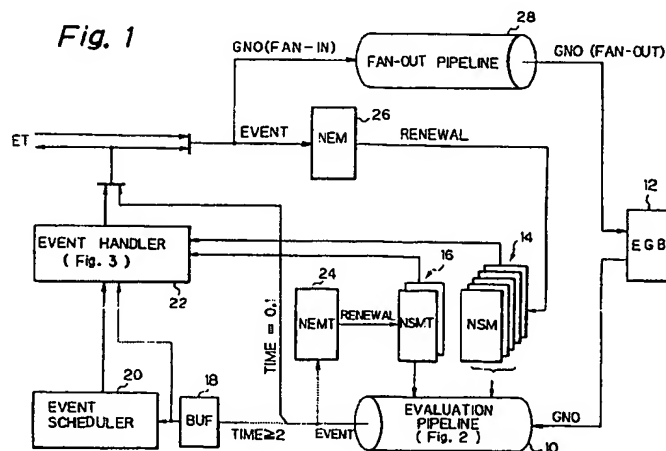 Fig. 1
28
GNO(FAN-IN)
FAN-OUT PIPELINE
GNO (FAN-OUT)
26
ET
EVENT
NEM
RENEWAL
12
EGB
EVENT HANDLER
(Fig. 3)
22
14
16
24
NEMT
RENEWAL
NSMT
NSM
TIME = 0,1
20
EVENT
SCHEDULER
18
BUF
TIME≥2
EVENT
EVALUATION
PIPELINE
(Fig. 2)
GNO
10